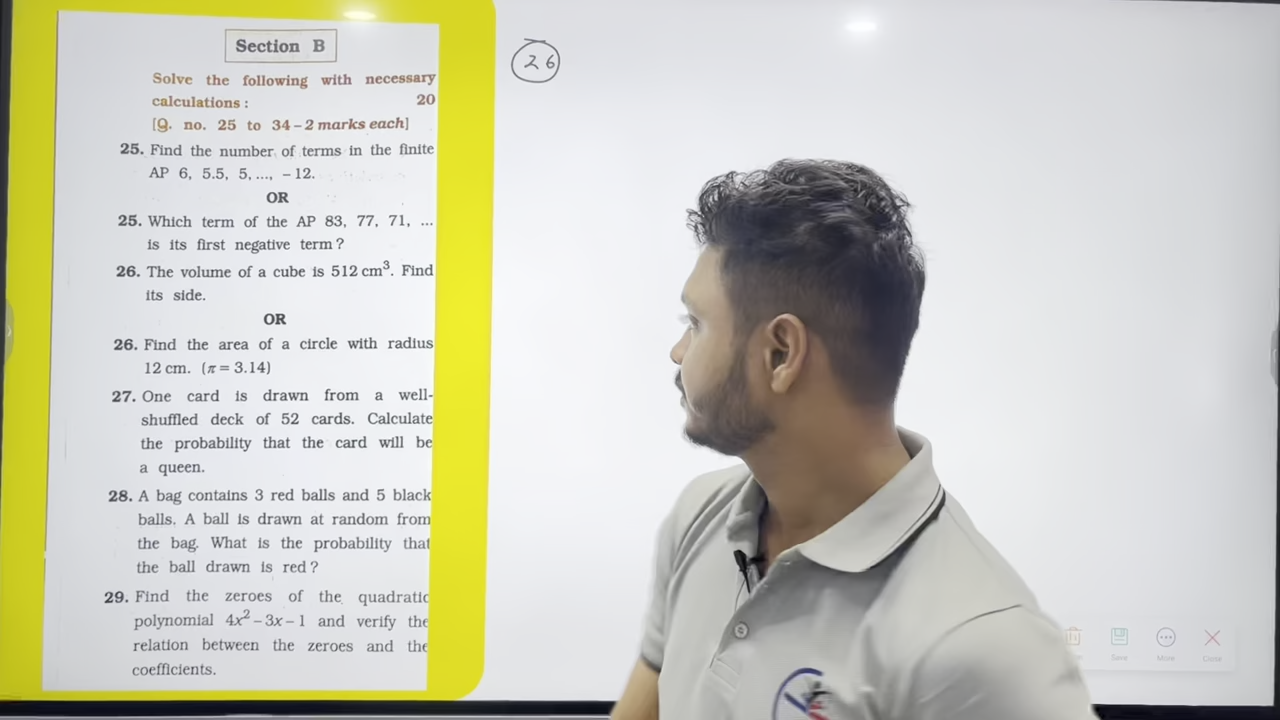 Section B
Solve the following with necessary
calculations : 20
[Q. no. 25 to 34 – 2 marks each]
25. Find the number of terms in the finite
AP 6, 5.5, 5, ..., – 12.
OR
25. Which term of the AP 83, 77, 71, ...
is its first negative term ?
26. The volume of a cube is 512 cm³. Find
its side.
OR
26. Find the area of a circle with radius
12 cm. (π = 3.14)
27. One card is drawn from a well-
shuffled deck of 52 cards. Calculate
the probability that the card will be
a queen.
28. A bag contains 3 red balls and 5 black
balls. A ball is drawn at random from
the bag. What is the probability that
the ball drawn is red ?
29. Find the zeroes of the quadratic
polynomial 4x² – 3x – 1 and verify the
relation between the zeroes and the
coefficients.
26
Save More Close